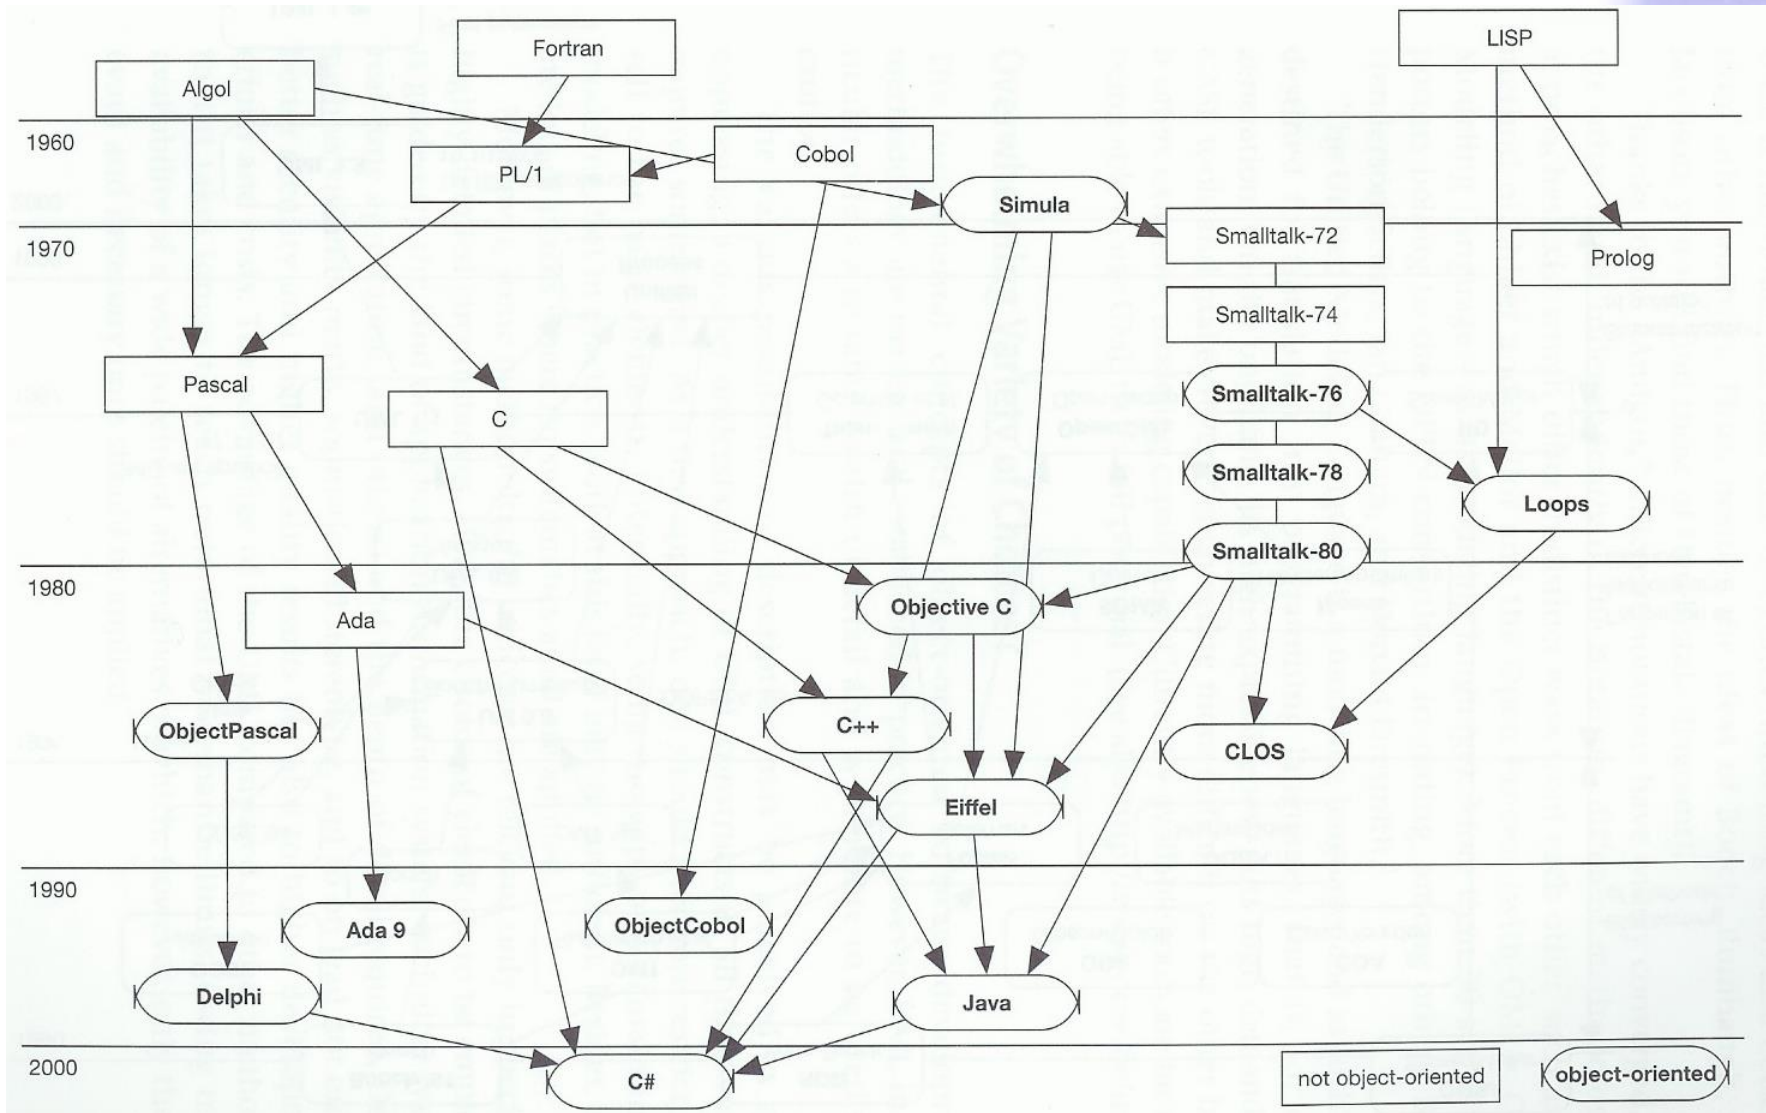 Fortran
LISP
Algol
1960
Cobol
PL/1
Simula
1970
Smalltalk-72
Prolog
Smalltalk-74
Pascal
Smalltalk-76
C
Smalltalk-78
Loops
Smalltalk-80
1980
Objective C
Ada
ObjectPascal
C++
CLOS
Eiffel
1990
Ada 9
ObjectCobol
Delphi
Java
2000
C#
not object-oriented
object-oriented